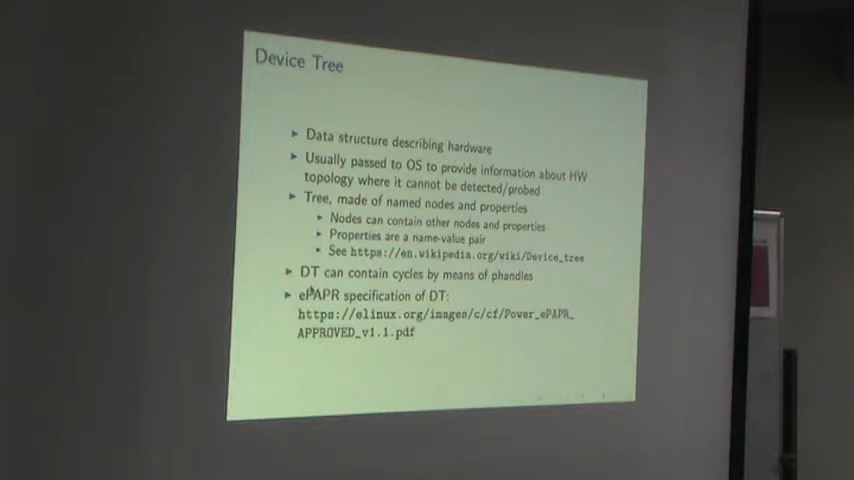 Device Tree
Data structure describing hardware
Usually passed to OS to provide information about HW
topology where it cannot be detected/probed
Tree, made of named nodes and properties
Nodes can contain other nodes and properties
Properties are a name-value pair
See https://en.wikipedia.org/wiki/Device_tree
DT can contain cycles by means of phandles
ePAPR specification of DT:
https://elinux.org/images/c/cf/Power_ePAPR_
APPROVED_v1.1.pdf